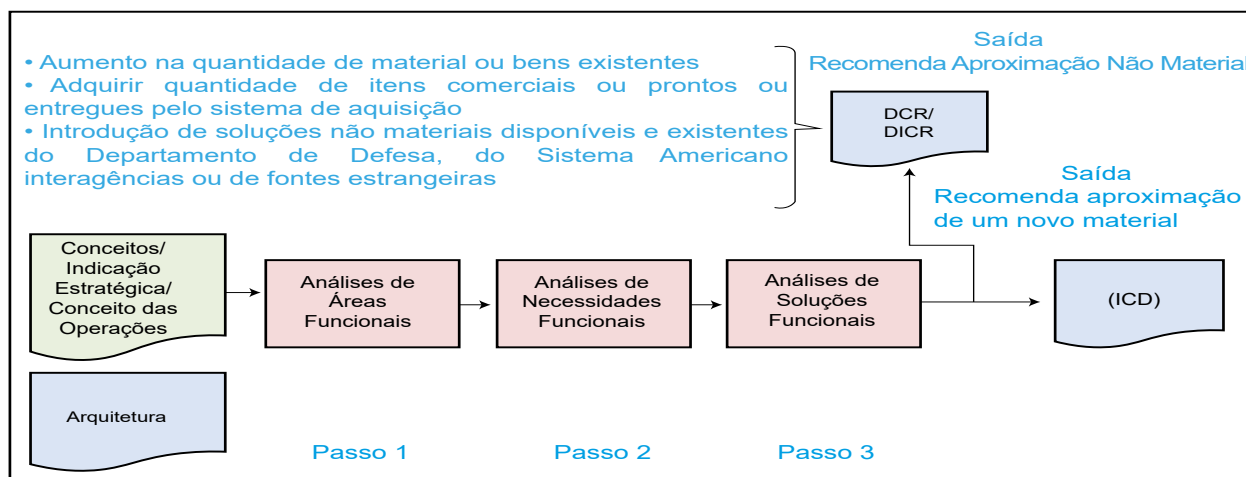 • Aumento na quantidade de material ou bens existentes
• Adquirir quantidade de itens comerciais ou prontos ou
entregues pelo sistema de aquisição
• Introdução de soluções não materiais disponíveis e existentes
do Departamento de Defesa, do Sistema Americano
interagências ou de fontes estrangeiras
Saída
Recomenda Aproximação Não Material
DCR/
DICR
Saída
Recomenda aproximação
de um novo material
Conceitos/
Indicação
Estratégica/
Conceito das
Operações
Análises de
Áreas
Funcionais
Análises de
Necessidades
Funcionais
Análises de
Soluções
Funcionais
(ICD)
Arquitetura
Passo 1
Passo 2
Passo 3